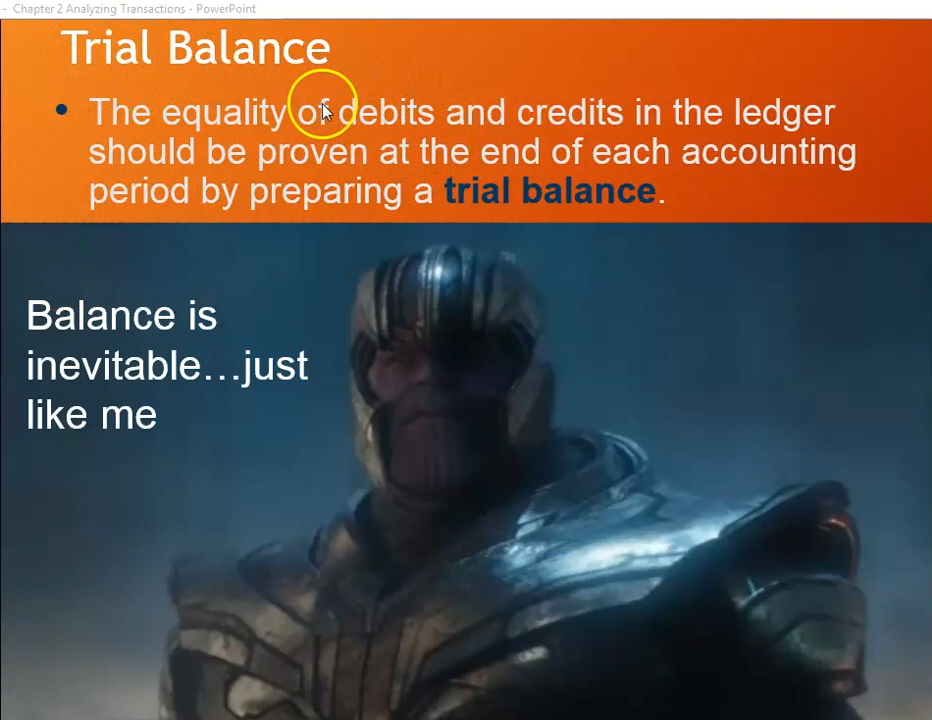 - Chapter 2 Analyzing Transactions - PowerPoint
Trial Balance
• The equality of debits and credits in the ledger
should be proven at the end of each accounting
period by preparing a trial balance.
Balance is
inevitable…just
like me